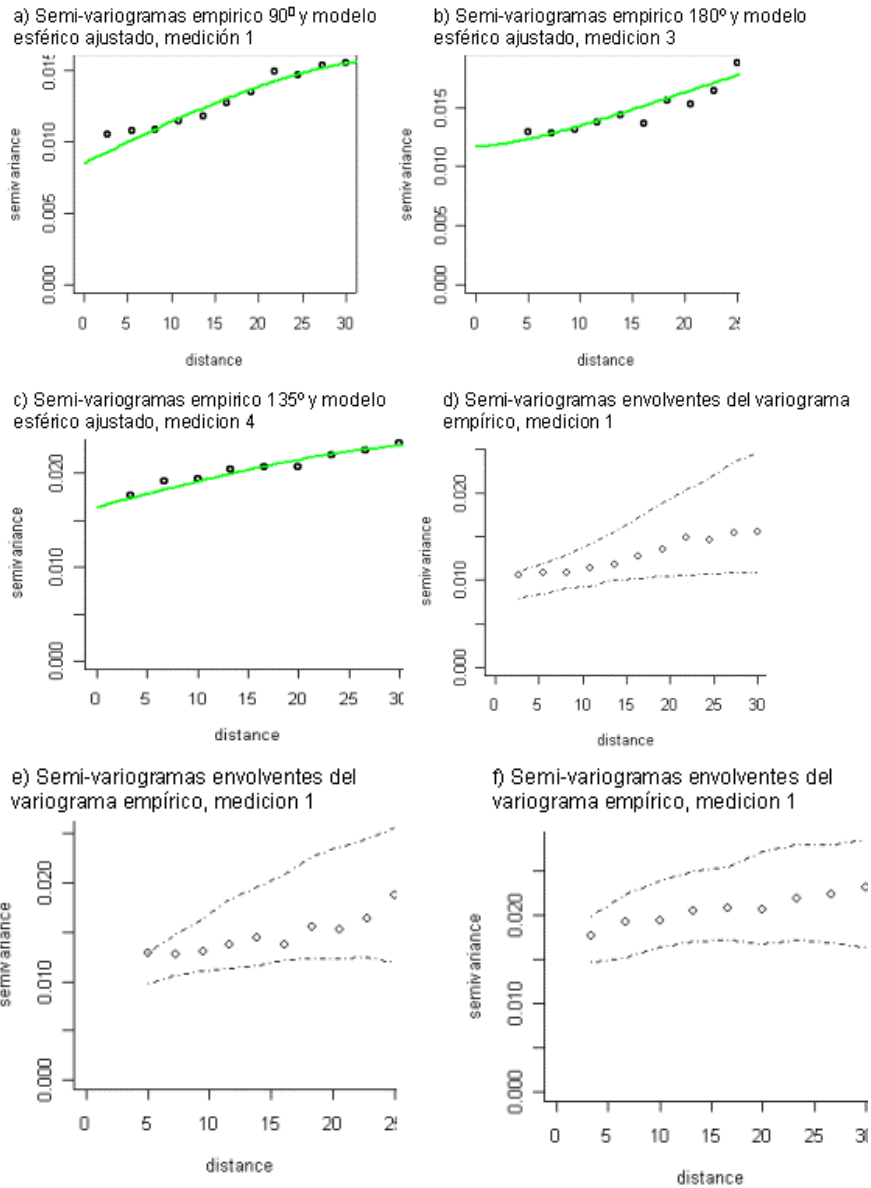 a) Semi-variogramas empirico 90º y modelo
esférico ajustado, medición 1
semivariance
0.000 0.005 0.010 0.015
0 5 10 15 20 25 30
distance
b) Semi-variogramas empirico 180º y modelo
esférico ajustado, medicion 3
semivariance
0.000 0.005 0.010 0.015
0 5 10 15 20 25
distance
c) Semi-variogramas empirico 135º y modelo
esférico ajustado, medicion 4
semivariance
0.000 0.010 0.020
0 5 10 15 20 25 30
distance
d) Semi-variogramas envolventes del variograma
empírico, medicion 1
semivariance
0.000 0.010 0.020
0 5 10 15 20 25 30
distance
e) Semi-variogramas envolventes del
variograma empírico, medicion 1
semivariance
0.000 0.010 0.020
0 5 10 15 20 25
distance
f) Semi-variogramas envolventes del
variograma empírico, medicion 1
semivariance
0.000 0.010 0.020
0 5 10 15 20 25 30
distance